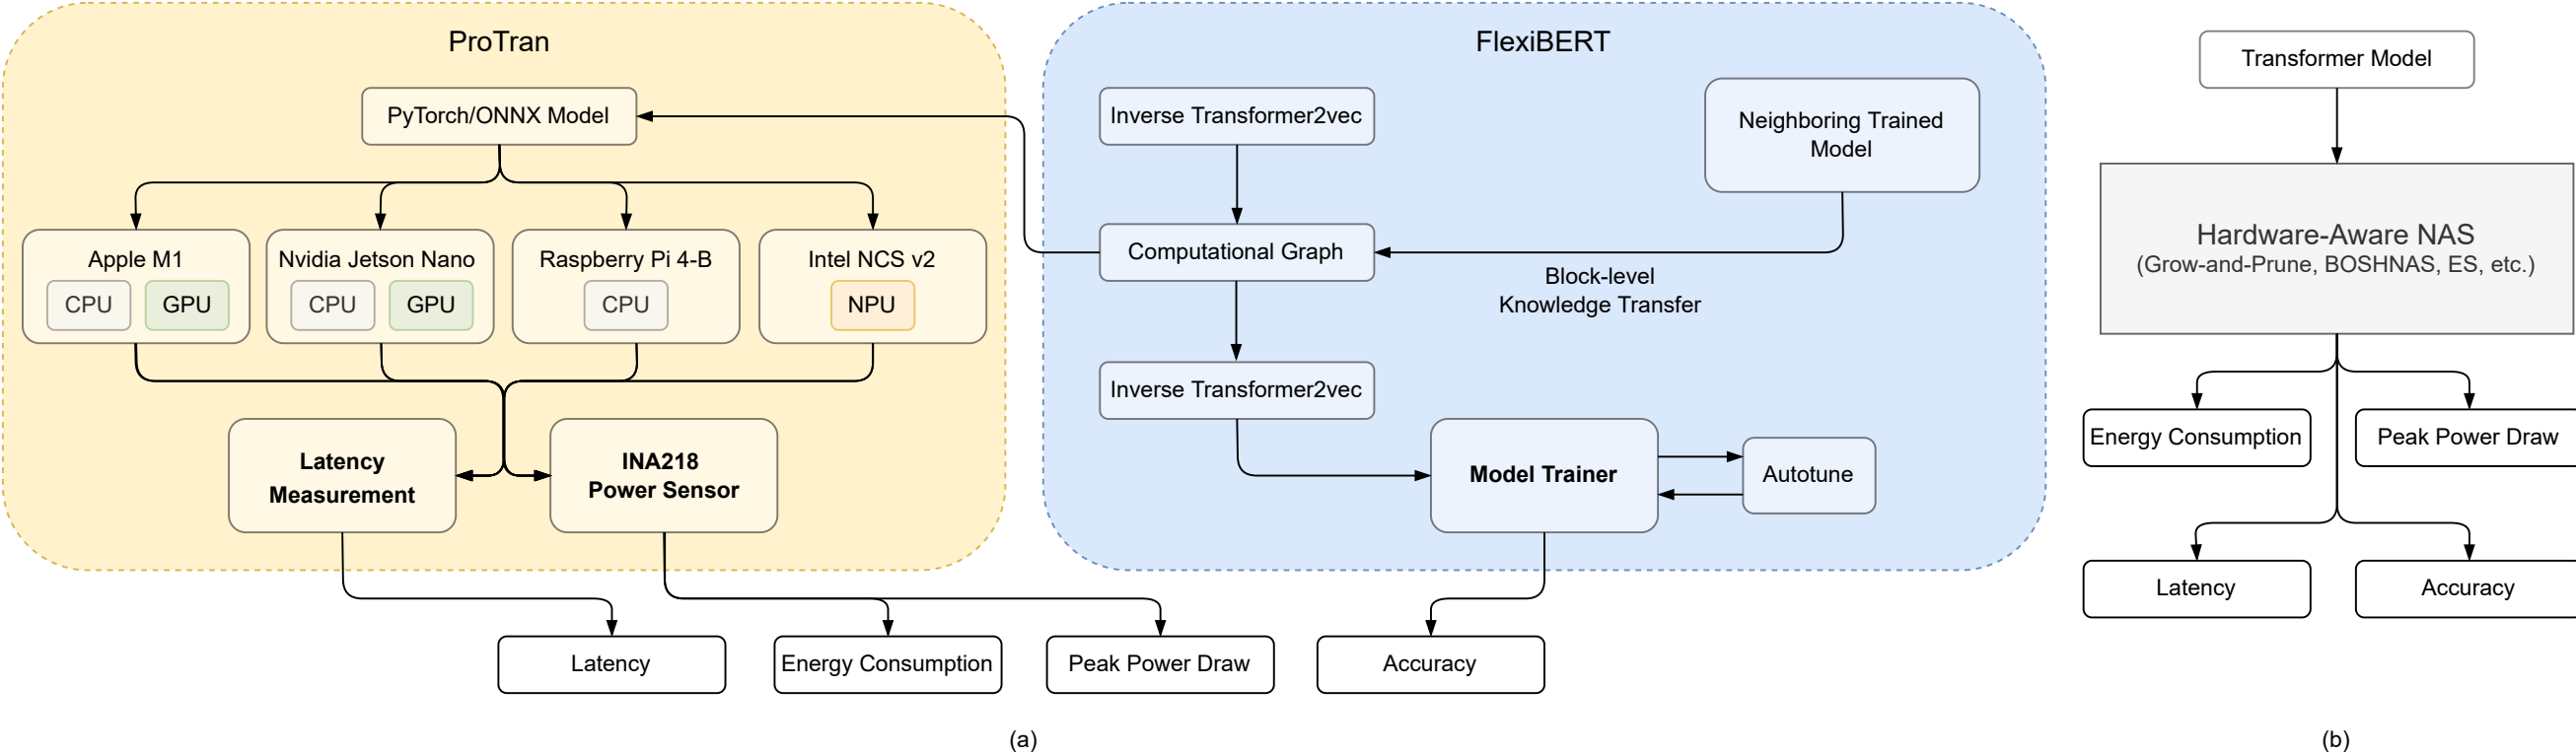 ProTran
PyTorch/ONNX Model
Apple M1
CPU
GPU
Nvidia Jetson Nano
CPU
GPU
Raspberry Pi 4-B
CPU
Intel NCS v2
NPU
Latency
Measurement
INA218
Power Sensor
FlexiBERT
Inverse Transformer2vec
Neighboring Trained
Model
Computational Graph
Block-level
Knowledge Transfer
Inverse Transformer2vec
Model Trainer
Autotune
Latency
Energy Consumption
Peak Power Draw
Accuracy
(a)
Transformer Model
Hardware-Aware NAS
(Grow-and-Prune, BOSHNAS, ES, etc.)
Energy Consumption
Peak Power Draw
Latency
Accuracy
(b)